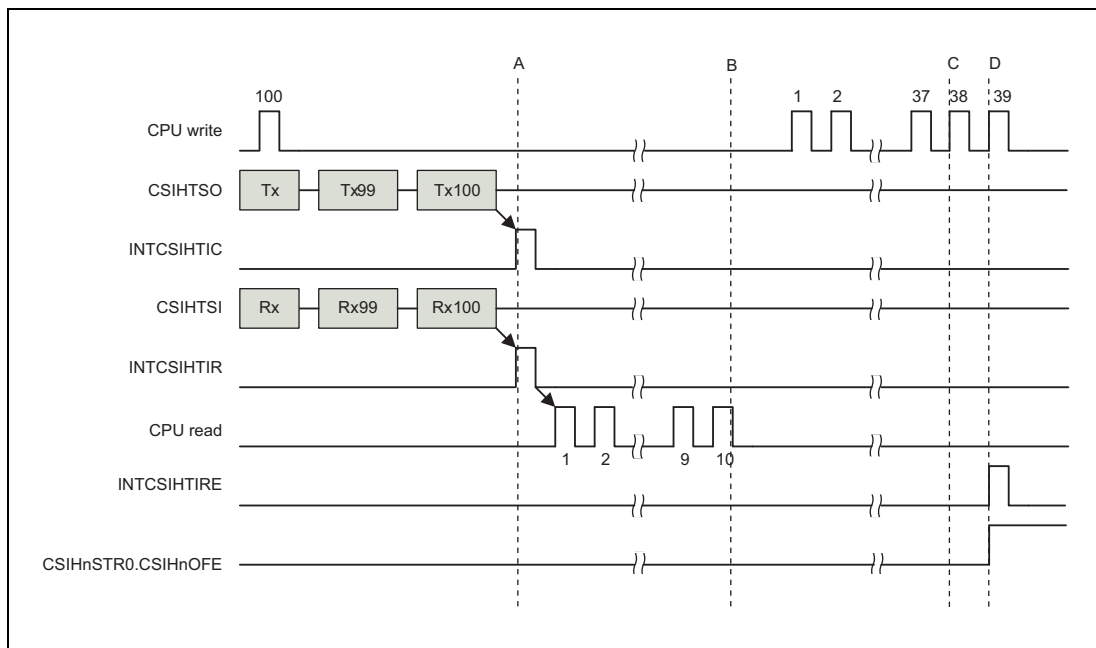 A B C D
100 1 2 37 38 39
CPU write
CSIHTSO Tx Tx99 Tx100
INTCSIHTIC
CSIHTSI Rx Rx99 Rx100
INTCSIHTIR
CPU read
1 2 9 10
INTCSIHTIRE
CSIHnSTR0.CSIHnOFE